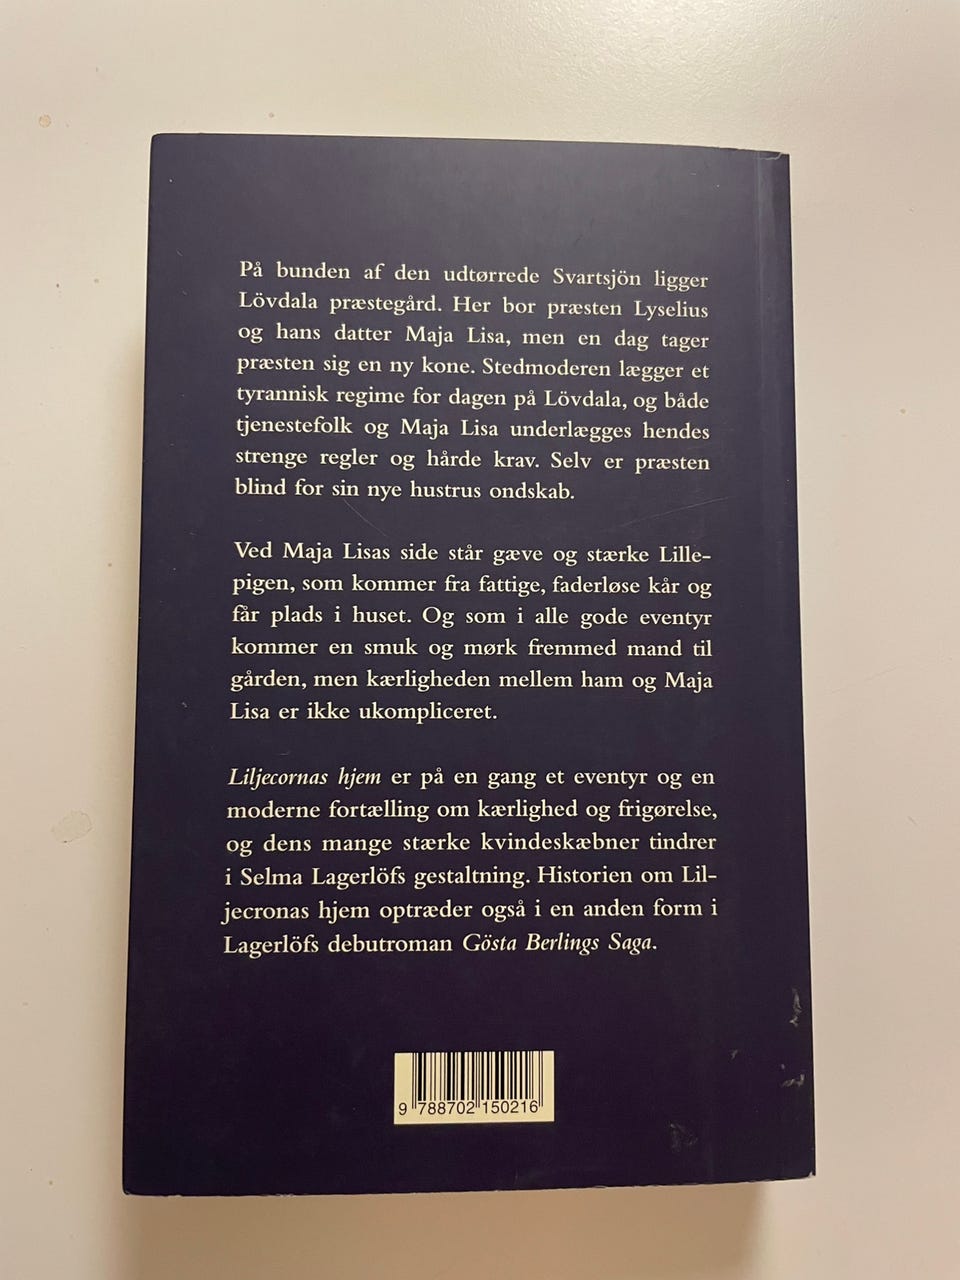 På bunden af den udtørrede Svartsjön ligger
Lövdala præstegård. Her bor præsten Lyselius
og hans datter Maja Lisa, men en dag tager
præsten sig en ny kone. Stedmoderen lægger et
tyrannisk regime for dagen på Lövdala, og både
tjenestefolk og Maja Lisa underlægges hendes
strenge regler og hårde krav. Selv er præsten
blind for sin nye hustrus ondskab.
Ved Maja Lisas side står gæve og stærke Lille-
pigen, som kommer fra fattige, faderløse kår og
får plads i huset. Og som i alle gode eventyr
kommer en smuk og mørk fremmed mand til
gården, men kærligheden mellem ham og Maja
Lisa er ikke ukompliceret.
Liljecornas hjem er på en gang et eventyr og en
moderne fortælling om kærlighed og frigørelse,
og dens mange stærke kvindeskæbner tindrer
i Selma Lagerlöfs gestaltning. Historien om Lil-
jecronas hjem optræder også i en anden form i
Lagerlöfs debutroman Gösta Berlings Saga.
9 788702 150216